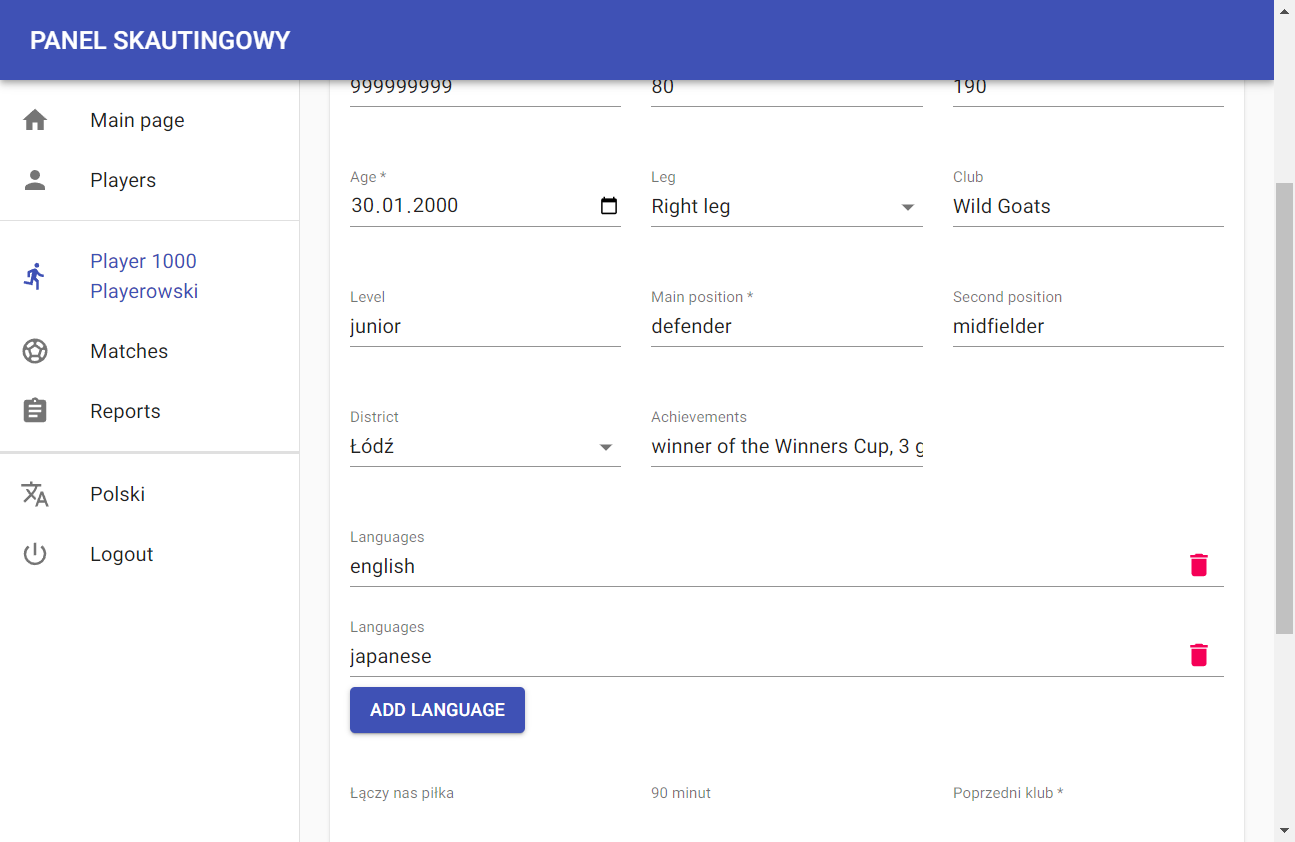 PANEL SKAUTINGOWY
Main page
Players
Player 1000
Playerowski
Matches
Reports
Polski
Logout
999999999 80 190
Age * Leg Club
30.01.2000 Right leg Wild Goats
Level Main position * Second position
junior defender midfielder
District Achievements
Łódź winner of the Winners Cup, 3 g
Languages
english
Languages
japanese
ADD LANGUAGE
Łączy nas piłka 90 minut Poprzedni klub *